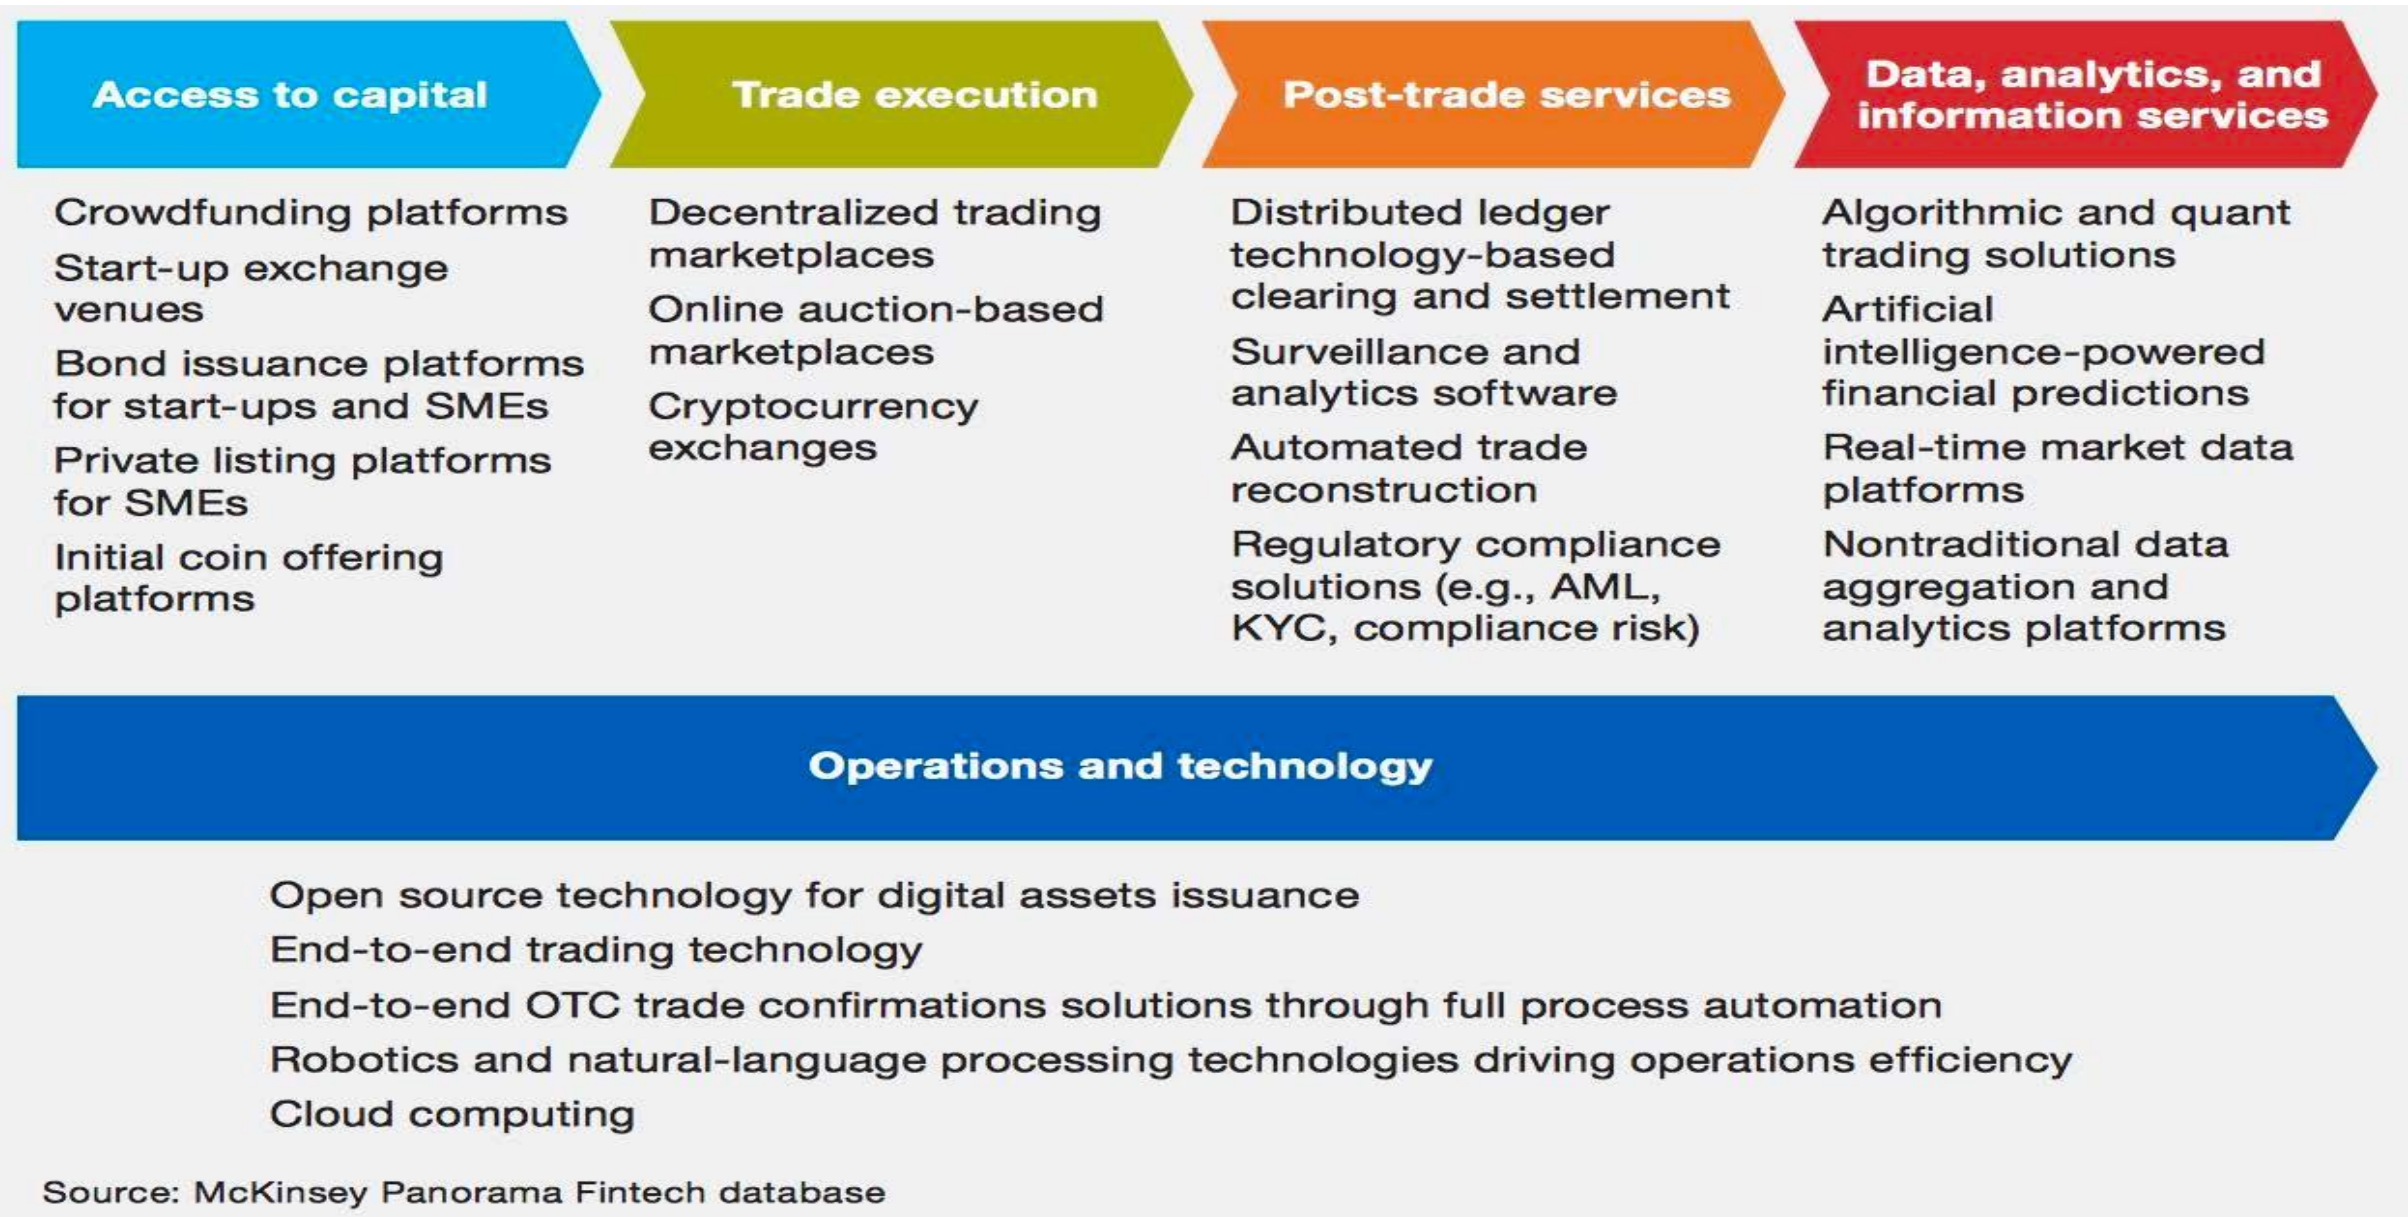 Access to capital
Trade execution
Post-trade services
Data, analytics, and
information services
Crowdfunding platforms
Start-up exchange
venues
Bond issuance platforms
for start-ups and SMEs
Private listing platforms
for SMEs
Initial coin offering
platforms
Decentralized trading
marketplaces
Online auction-based
marketplaces
Cryptocurrency
exchanges
Distributed ledger
technology-based
clearing and settlement
Surveillance and
analytics software
Automated trade
reconstruction
Regulatory compliance
solutions (e.g., AML,
KYC, compliance risk)
Algorithmic and quant
trading solutions
Artificial
intelligence-powered
financial predictions
Real-time market data
platforms
Nontraditional data
aggregation and
analytics platforms
Operations and technology
Open source technology for digital assets issuance
End-to-end trading technology
End-to-end OTC trade confirmations solutions through full process automation
Robotics and natural-language processing technologies driving operations efficiency
Cloud computing
Source: McKinsey Panorama Fintech database